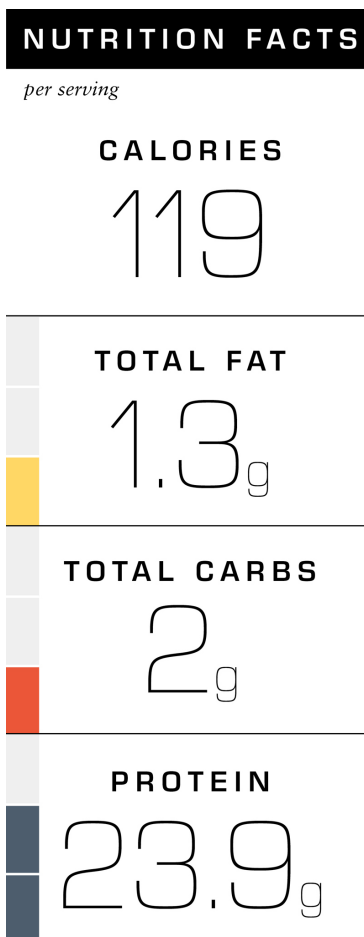 NUTRITION FACTS
per serving
CALORIES
119
TOTAL FAT
1.3g
TOTAL CARBS
2g
PROTEIN
23.9g